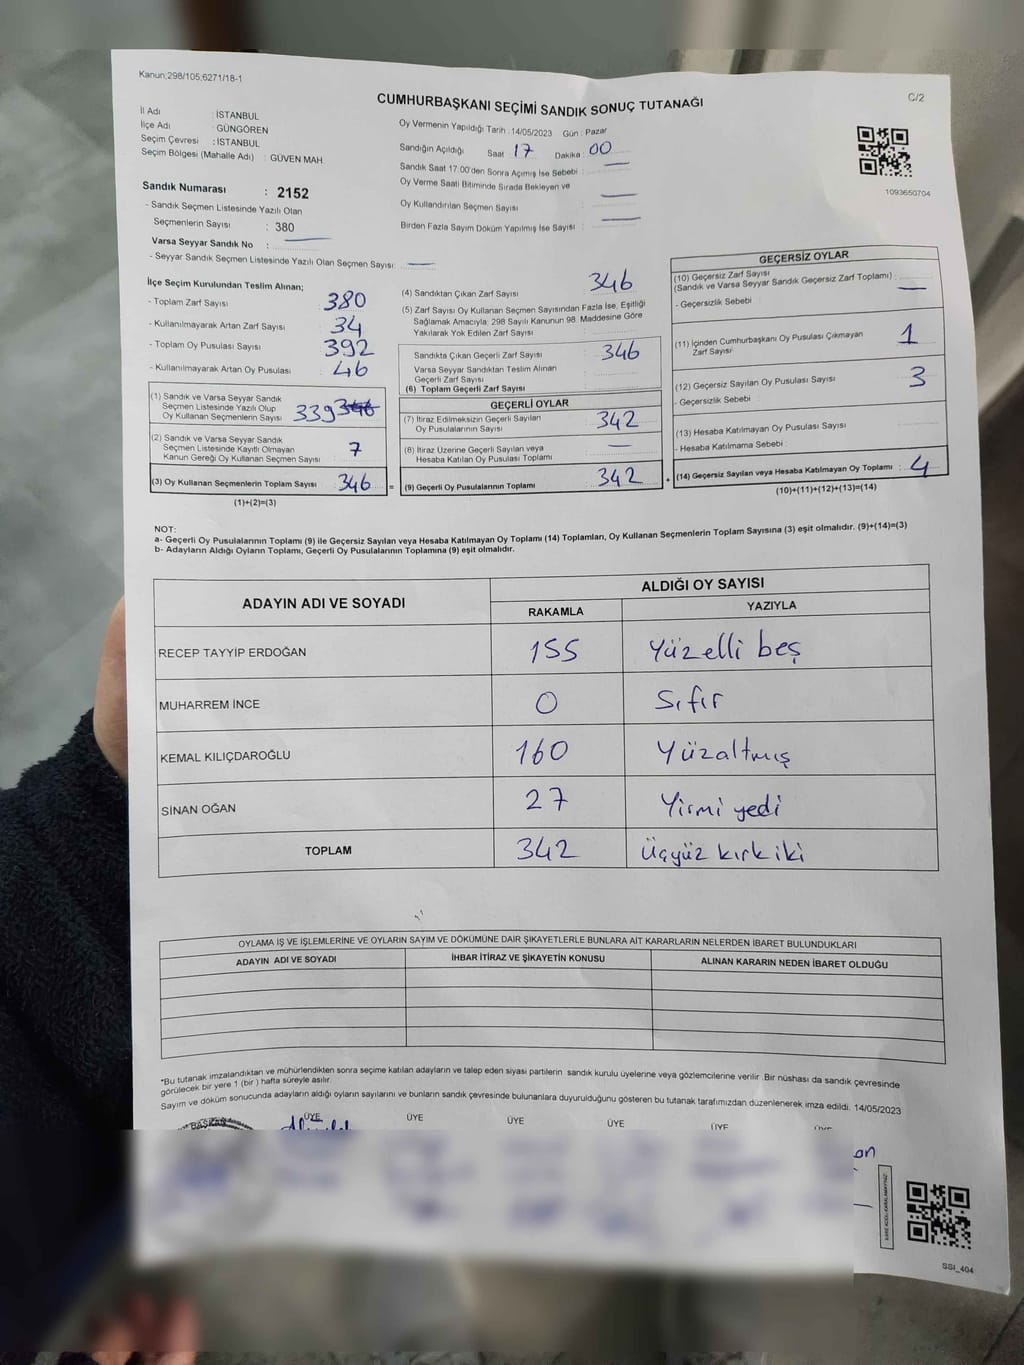 Kanun;298/105;6271/18-1
CUMHURBAŞKANI SEÇİMİ SANDIK SONUÇ TUTANAĞI
C/2
İl Adı : İSTANBUL
İlçe Adı : GÜNGÖREN
Seçim Çevresi : İSTANBUL
Seçim Bölgesi (Mahalle Adı) : GÜVEN MAH
Sandık Numarası : 2152
- Sandık Seçmen Listesinde Yazılı Olan
Seçmenlerin Sayısı : 380
Varsa Seyyar Sandık No :
- Seyyar Sandık Seçmen Listesinde Yazılı Olan Seçmen Sayısı:
Oy Vermenin Yapıldığı Tarih : 14/05/2023 Gün : Pazar
Sandığın Açıldığı Saat 17 Dakika : 00
Sandık Saat 17:00'den Sonra Açımış İse Sebebi :
Oy Verme Saati Bitiminde Sırada Bekleyen ve
Oy Kullandırılan Seçmen Sayısı
Birden Fazla Sayım Döküm Yapılmış İse Sayısı :
1093650704
İlçe Seçim Kurulundan Teslim Alınan;
- Toplam Zarf Sayısı 380
- Kullanılmayarak Artan Zarf Sayısı : 34
- Toplam Oy Pusulası Sayısı 392
- Kullanılmayarak Artan Oy Pusulası : 46
(1) Sandık ve Varsa Seyyar Sandık
Seçmen Listesinde Yazılı Olup
Oy Kullanan Seçmenlerin Sayısı 339 346
(2) Sandık ve Varsa Seyyar Sandık
Seçmen Listesinde Kayıtlı Olmayan
Kanun Gereği Oy Kullanan Seçmen Sayısı 7
(3) Oy Kullanan Seçmenlerin Toplam Sayısı 346 =
(1)+(2)=(3)
(4) Sandıktan Çıkan Zarf Sayısı 346
(5) Zarf Sayısı Oy Kullanan Seçmen Sayısından Fazla İse, Eşitliği
Sağlamak Amacıyla; 298 Sayılı Kanunun 98. Maddesine Göre
Yakılarak Yok Edilen Zarf Sayısı :
Sandıkta Çıkan Geçerli Zarf Sayısı 346
Varsa Seyyar Sandıktan Teslim Alınan
Geçerli Zarf Sayısı
(6) Toplam Geçerli Zarf Sayısı
GEÇERLİ OYLAR
(7) İtiraz Edilmeksizin Geçerli Sayılan
Oy Pusulalarının Sayısı 342
(8) İtiraz Üzerine Geçerli Sayılan veya
Hesaba Katılan Oy Pusulası Toplamı
(9) Geçerli Oy Pusulalarının Toplamı 342 +
GEÇERSİZ OYLAR
(10) Geçersiz Zarf Sayısı
(Sandık ve Varsa Seyyar Sandık Geçersiz Zarf Toplamı)
- Geçersizlik Sebebi
(11) İçinden Cumhurbaşkanı Oy Pusulası Çıkmayan
Zarf Sayısı 1
(12) Geçersiz Sayılan Oy Pusulası Sayısı 3
- Geçersizlik Sebebi :
(13) Hesaba Katılmayan Oy Pusulası Sayısı
- Hesaba Katılmama Sebebi
(14) Geçersiz Sayılan veya Hesaba Katılmayan Oy Toplamı : 4
(10)+(11)+(12)+(13)=(14)
NOT:
a- Geçerli Oy Pusulalarının Toplamı (9) ile Geçersiz Sayılan veya Hesaba Katılmayan Oy Toplamı (14) Toplamları, Oy Kullanan Seçmenlerin Toplam Sayısına (3) eşit olmalıdır. (9)+(14)=(3)
b- Adayların Aldığı Oyların Toplamı, Geçerli Oy Pusulalarının Toplamına (9) eşit olmalıdır.
ADAYIN ADI VE SOYADI
ALDIĞI OY SAYISI
RAKAMLA YAZIYLA
RECEP TAYYİP ERDOĞAN 155 Yüzelli beş
MUHARREM İNCE 0 Sıfır
KEMAL KILIÇDAROĞLU 160 Yüzaltmış
SİNAN OĞAN 27 Yirmi yedi
TOPLAM 342 Üçyüz kırk iki
OYLAMA İŞ VE İŞLEMLERİNE VE OYLARIN SAYIM VE DÖKÜMÜNE DAİR ŞİKAYETLERLE BUNLARA AİT KARARLARIN NELERDEN İBARET BULUNDUKLARI
ADAYIN ADI VE SOYADI İHBAR İTİRAZ VE ŞİKAYETİN KONUSU ALINAN KARARIN NEDEN İBARET OLDUĞU
*Bu tutanak imzalandıktan ve mühürlendikten sonra seçime katılan adayların ve talep eden siyasi partilerin sandık kurulu üyelerine veya gözlemcilerine verilir. Bir nüshası da sandık çevresinde
görülecek bir yere 1 (bir) hafta süreyle asılır.
Sayım ve döküm sonucunda adayların aldığı oyların sayılarını ve bunların sandık çevresinde bulunanlara duyurulduğunu gösteren bu tutanak tarafımızdan düzenlenerek imza edildi. 14/05/2023
BAŞKAN ÜYE ÜYE ÜYE ÜYE ÜYE
SSI_404